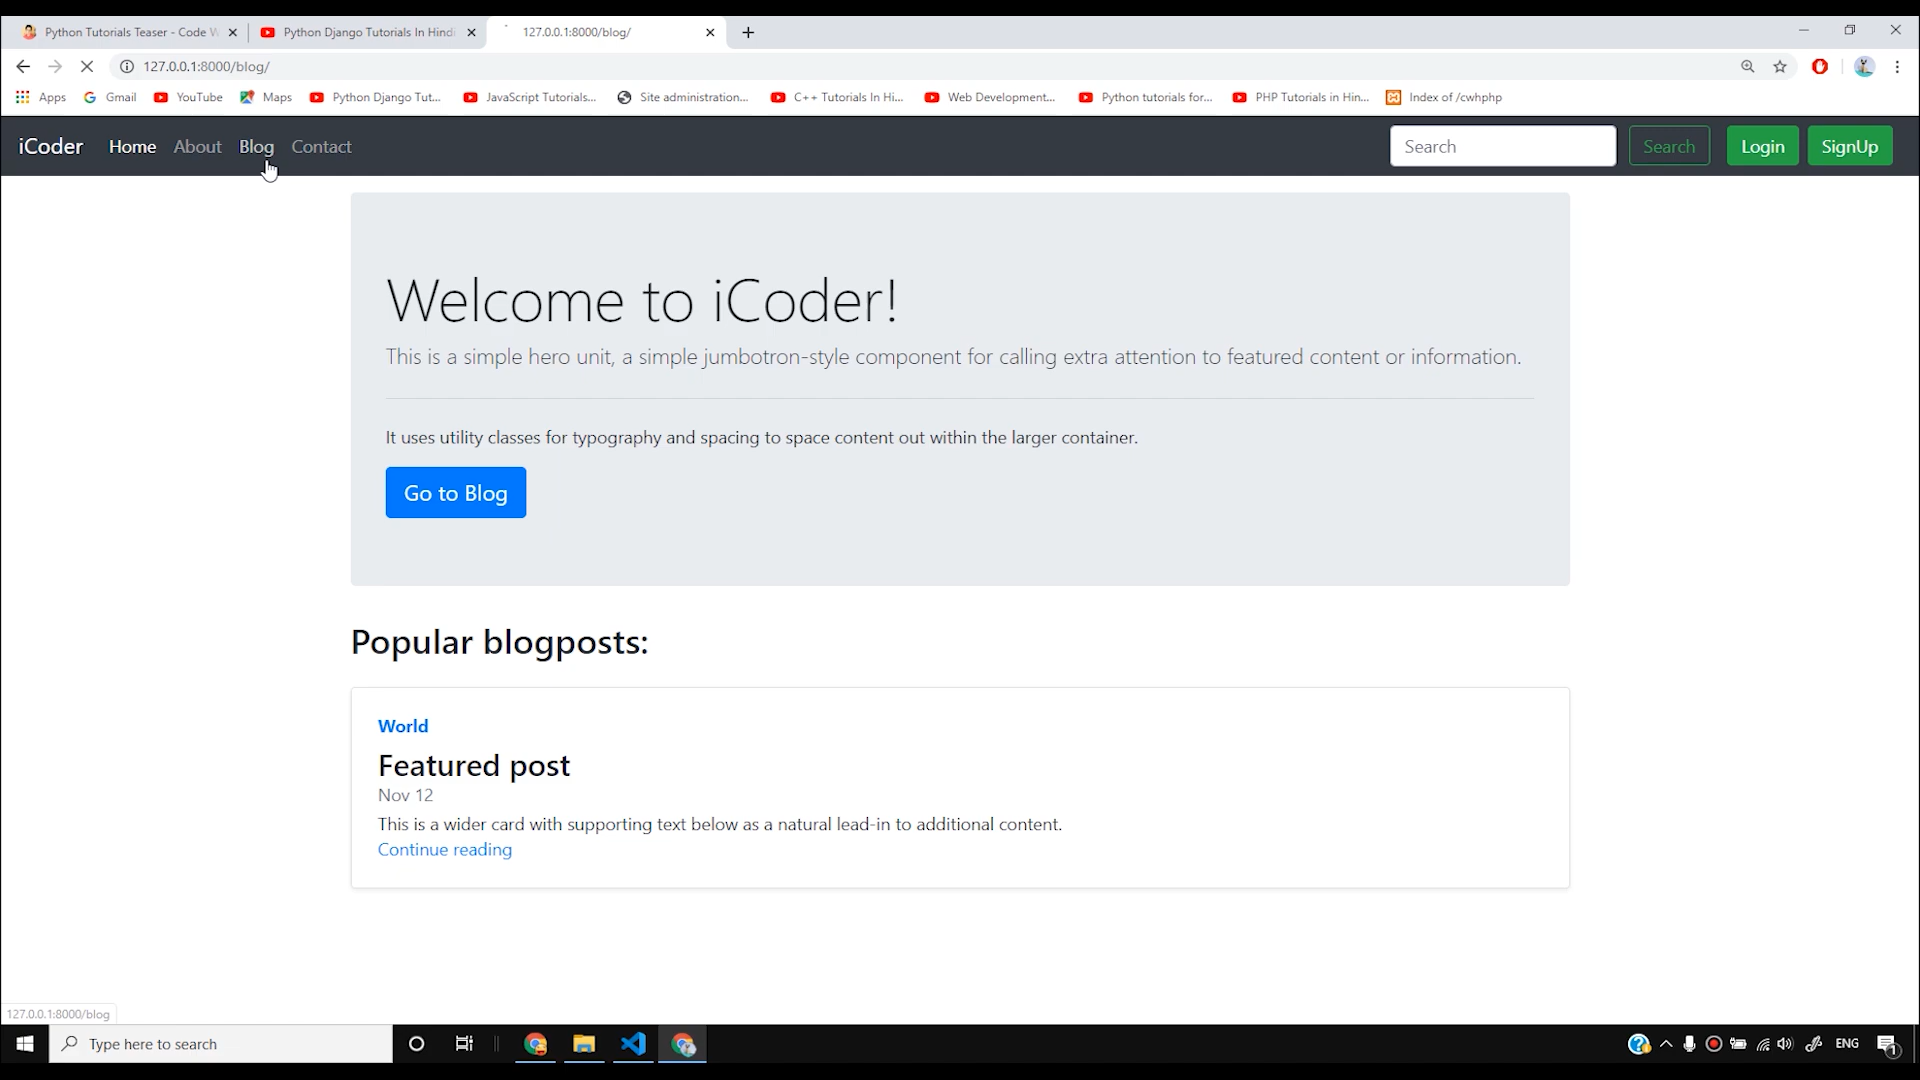 Python Tutorials Teaser - Code W
Python Django Tutorials In Hindi
127.0.0.1:8000/blog/
127.0.0.1:8000/blog/
Apps
Gmail
YouTube
Maps
Python Django Tut...
JavaScript Tutorials...
Site administration...
C++ Tutorials In Hi...
Web Development...
Python tutorials for...
PHP Tutorials in Hin...
Index of /cwhphp
iCoder Home About Blog Contact
Search Search Login SignUp
Welcome to iCoder!
This is a simple hero unit, a simple jumbotron-style component for calling extra attention to featured content or information.
It uses utility classes for typography and spacing to space content out within the larger container.
Go to Blog
Popular blogposts:
World
Featured post
Nov 12
This is a wider card with supporting text below as a natural lead-in to additional content.
Continue reading
127.0.0.1:8000/blog
Type here to search
ENG
1